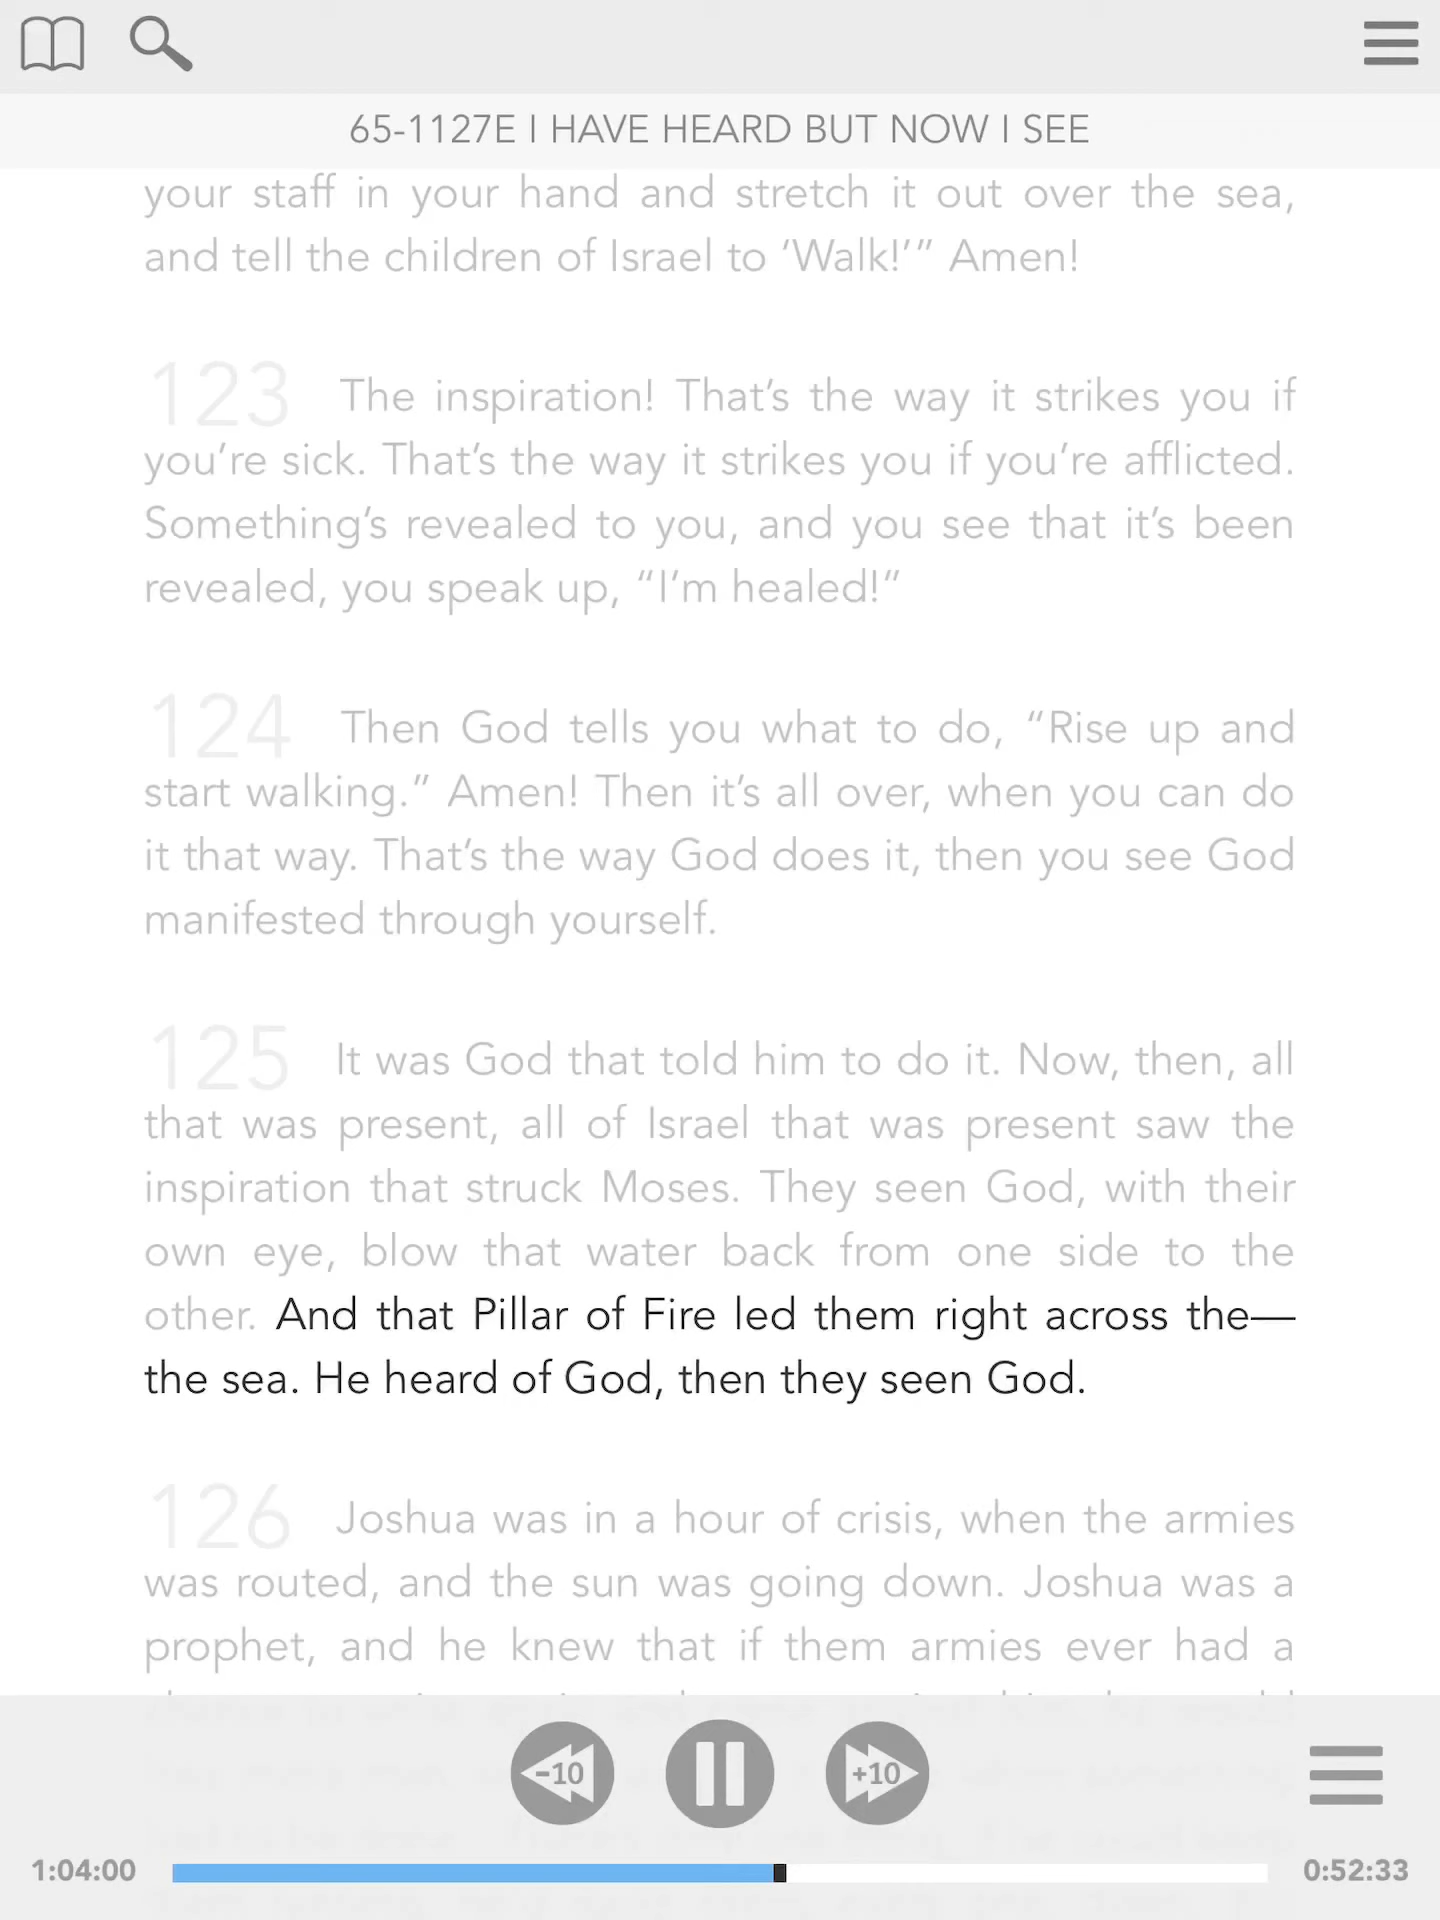 65-1127E I HAVE HEARD BUT NOW I SEE
your staff in your hand and stretch it out over the sea,
and tell the children of Israel to ‘Walk!’” Amen!
123 The inspiration! That’s the way it strikes you if
you’re sick. That’s the way it strikes you if you’re afflicted.
Something’s revealed to you, and you see that it’s been
revealed, you speak up, “I’m healed!”
124 Then God tells you what to do, “Rise up and
start walking.” Amen! Then it’s all over, when you can do
it that way. That’s the way God does it, then you see God
manifested through yourself.
125 It was God that told him to do it. Now, then, all
that was present, all of Israel that was present saw the
inspiration that struck Moses. They seen God, with their
own eye, blow that water back from one side to the
other. And that Pillar of Fire led them right across the—
the sea. He heard of God, then they seen God.
126 Joshua was in a hour of crisis, when the armies
was routed, and the sun was going down. Joshua was a
prophet, and he knew that if them armies ever had a
-10 +10
1:04:00 0:52:33